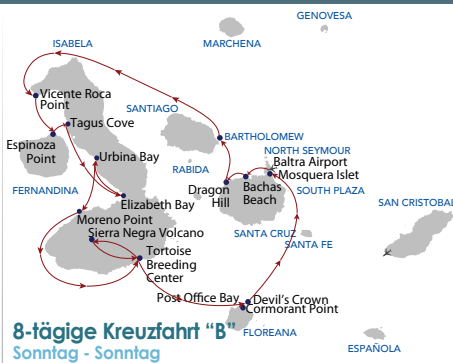 GENOVESA
ISABELA
MARCHENA
Vicente Roca
Point
SANTIAGO
Tagus Cove
BARTHOLOMEW
Espinoza
Point
Urbina Bay
NORTH SEYMOUR
Baltra Airport
RABIDA
Mosquera Islet
FERNANDINA
Dragon
Hill
Bachas
Beach
SOUTH PLAZA
Elizabeth Bay
SAN CRISTOBAL
Moreno Point
Sierra Negra Volcano
SANTA CRUZ
SANTA FE
Tortoise
Breeding
Center
Post Office Bay
Devil's Crown
Cormorant Point
8-tägige Kreuzfahrt “B”
FLOREANA
Sonntag - Sonntag
ESPAÑOLA